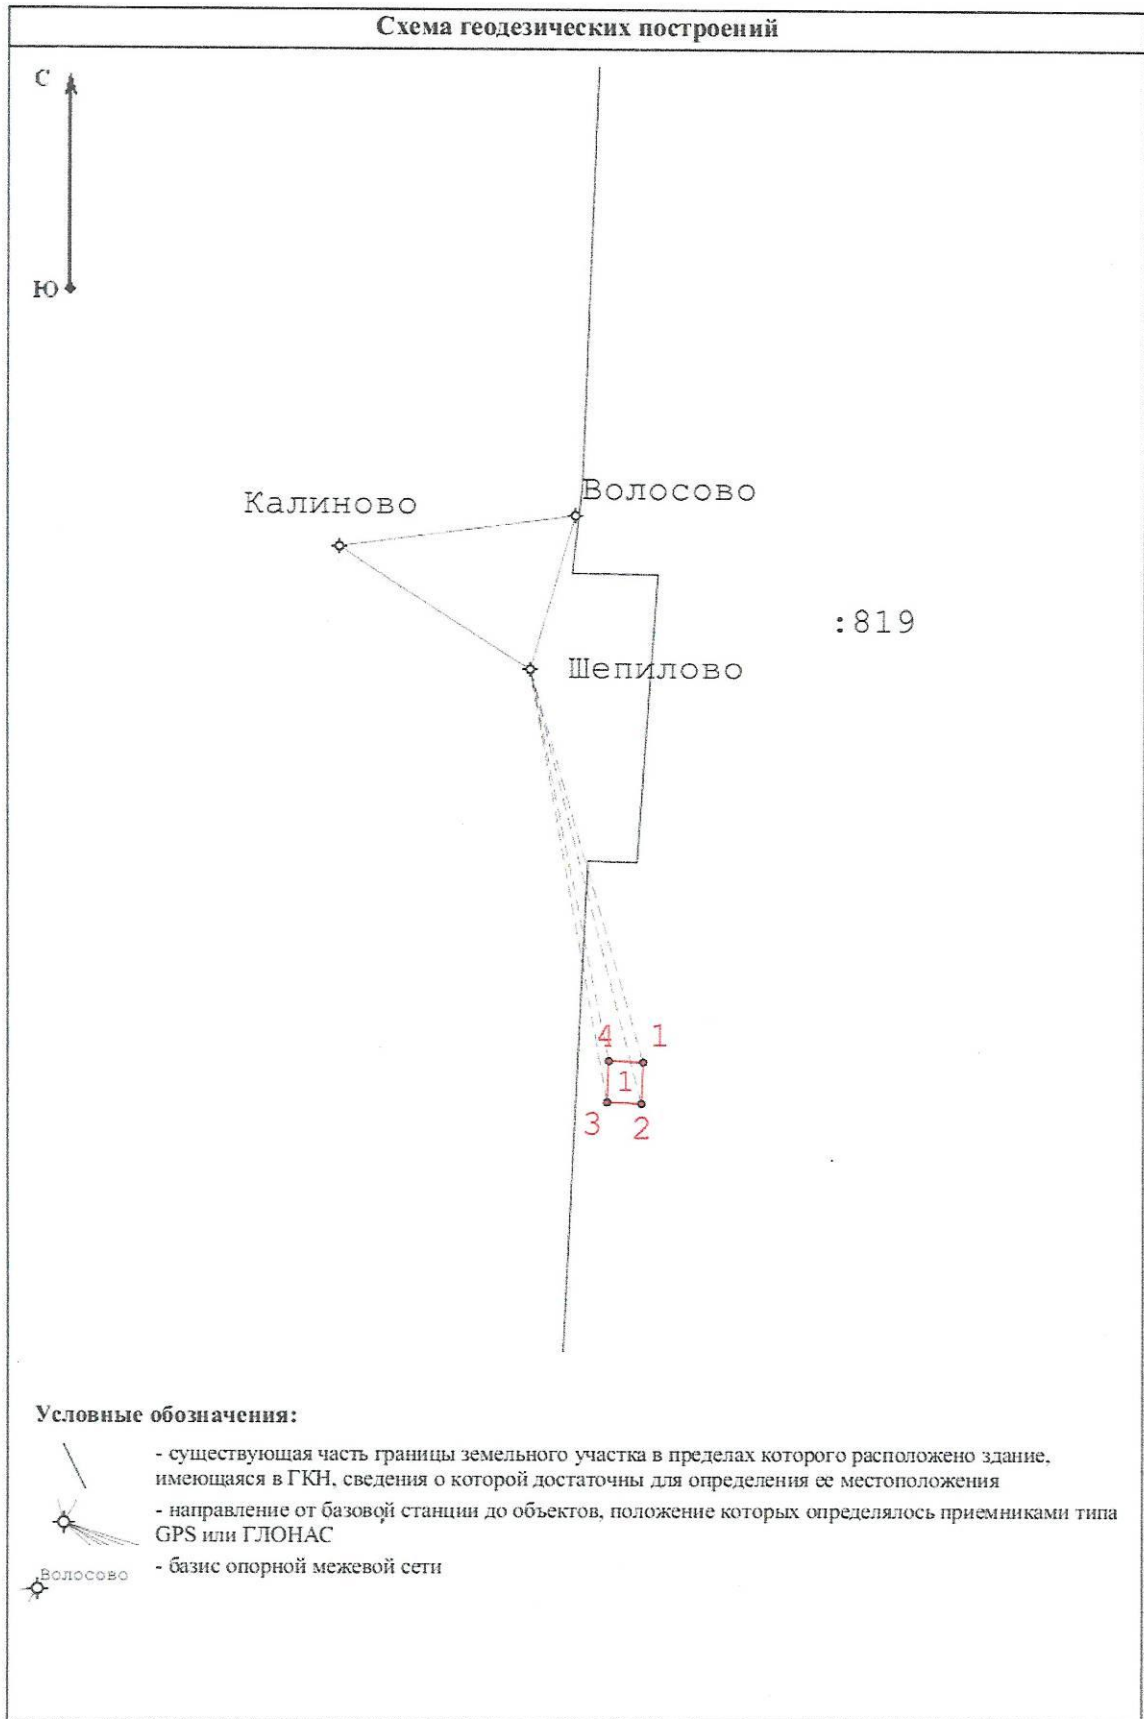 Схема геодезических построений
С
Ю
Калиново
Волосово
:819
Шепилово
4 1
1
3 2
Условные обозначения:
- существующая часть границы земельного участка в пределах которого расположено здание,
имеющаяся в ГКН, сведения о которой достаточны для определения ее местоположения
- направление от базовой станции до объектов, положение которых определялось приемниками типа
GPS или ГЛОНАС
Волосово
- базис опорной межевой сети